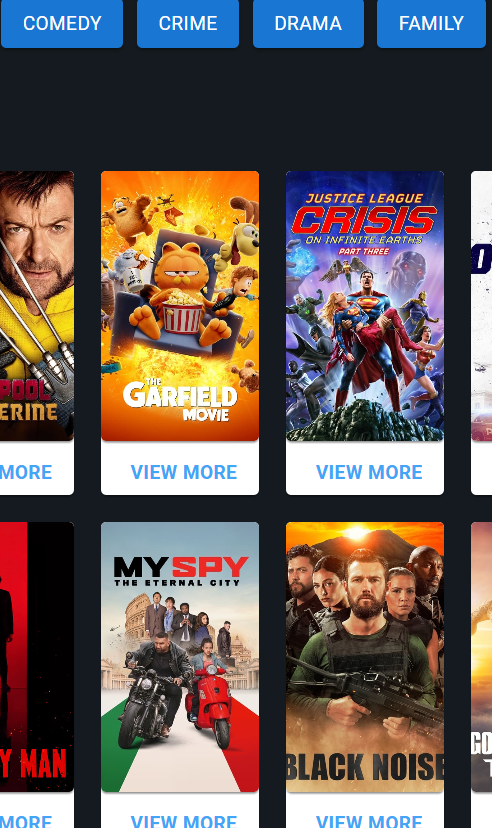 COMEDY
CRIME
DRAMA
FAMILY
POOL
ERINE
THE
GARFIELD
MOVIE
JUSTICE LEAGUE
CRISIS
ON INFINITE EARTHS
PART THREE
MORE
VIEW MORE
VIEW MORE
Y MAN
MY SPY
THE ETERNAL CITY
BLACK NOISE
GO
T
MORE
VIEW MORE
VIEW MORE